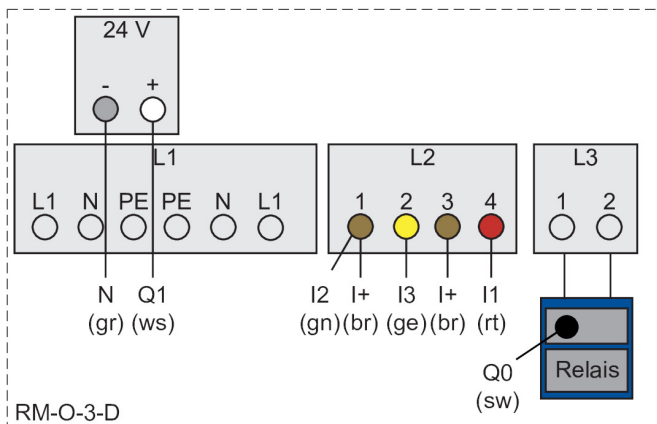 24 V
- +
L1 L2 L3
L1 N PE PE N L1 1 2 3 4 1 2
N Q1 I2 I+ I3 I+ I1
(gr) (ws) (gn) (br) (ge) (br) (rt)
Relais
Q0
(sw)
RM-O-3-D